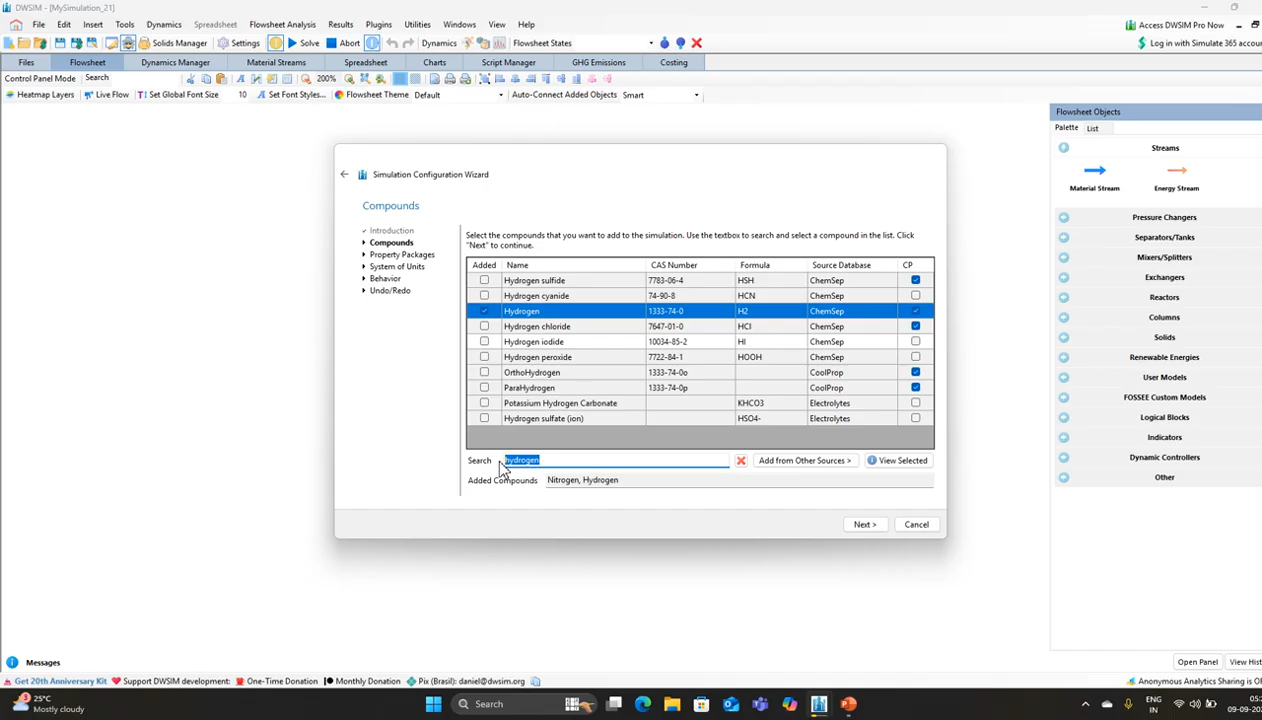 DWSIM - [MySimulation_21]
File Edit Insert Tools Dynamics Spreadsheet Flowsheet Analysis Results Plugins Utilities Windows View Help
Access DWSIM Pro Now
Solids Manager Settings Solve Abort Dynamics Flowsheet States
Log in with Simulate 365 accou
Files Flowsheet Dynamics Manager Material Streams Spreadsheet Charts Script Manager GHG Emissions Costing
Control Panel Mode Search 200%
Heatmap Layers Live Flow Set Global Font Size 10 Set Font Styles... Flowsheet Theme Default Auto-Connect Added Objects Smart
Flowsheet Objects
Palette List
Streams
Material Stream Energy Stream
Pressure Changers
Separators/Tanks
Mixers/Splitters
Exchangers
Reactors
Columns
Solids
Renewable Energies
User Models
FOSSEE Custom Models
Logical Blocks
Indicators
Dynamic Controllers
Other
Simulation Configuration Wizard
Compounds
Introduction
Compounds
Property Packages
System of Units
Behavior
Undo/Redo
Select the compounds that you want to add to the simulation. Use the textbox to search and select a compound in the list. Click
"Next" to continue.
Added Name CAS Number Formula Source Database CP
Hydrogen sulfide 7783-06-4 HSH ChemSep
Hydrogen cyanide 74-90-8 HCN ChemSep
Hydrogen 1333-74-0 H2 ChemSep
Hydrogen chloride 7647-01-0 HCl ChemSep
Hydrogen iodide 10034-85-2 HI ChemSep
Hydrogen peroxide 7722-84-1 HOOH ChemSep
OrthoHydrogen 1333-74-0o CoolProp
ParaHydrogen 1333-74-0p CoolProp
Potassium Hydrogen Carbonate KHCO3 Electrolytes
Hydrogen sulfate (ion) HSO4- Electrolytes
Search hydrogen Add from Other Sources > View Selected
Added Compounds Nitrogen, Hydrogen
Next > Cancel
Messages
Open Panel View Hist
Get 20th Anniversary Kit Support DWSIM development: One-Time Donation Monthly Donation Pix (Brasil): daniel@dwsim.org
Anonymous Analytics Sharing is OF
25°C
Mostly cloudy
Search
ENG
IN